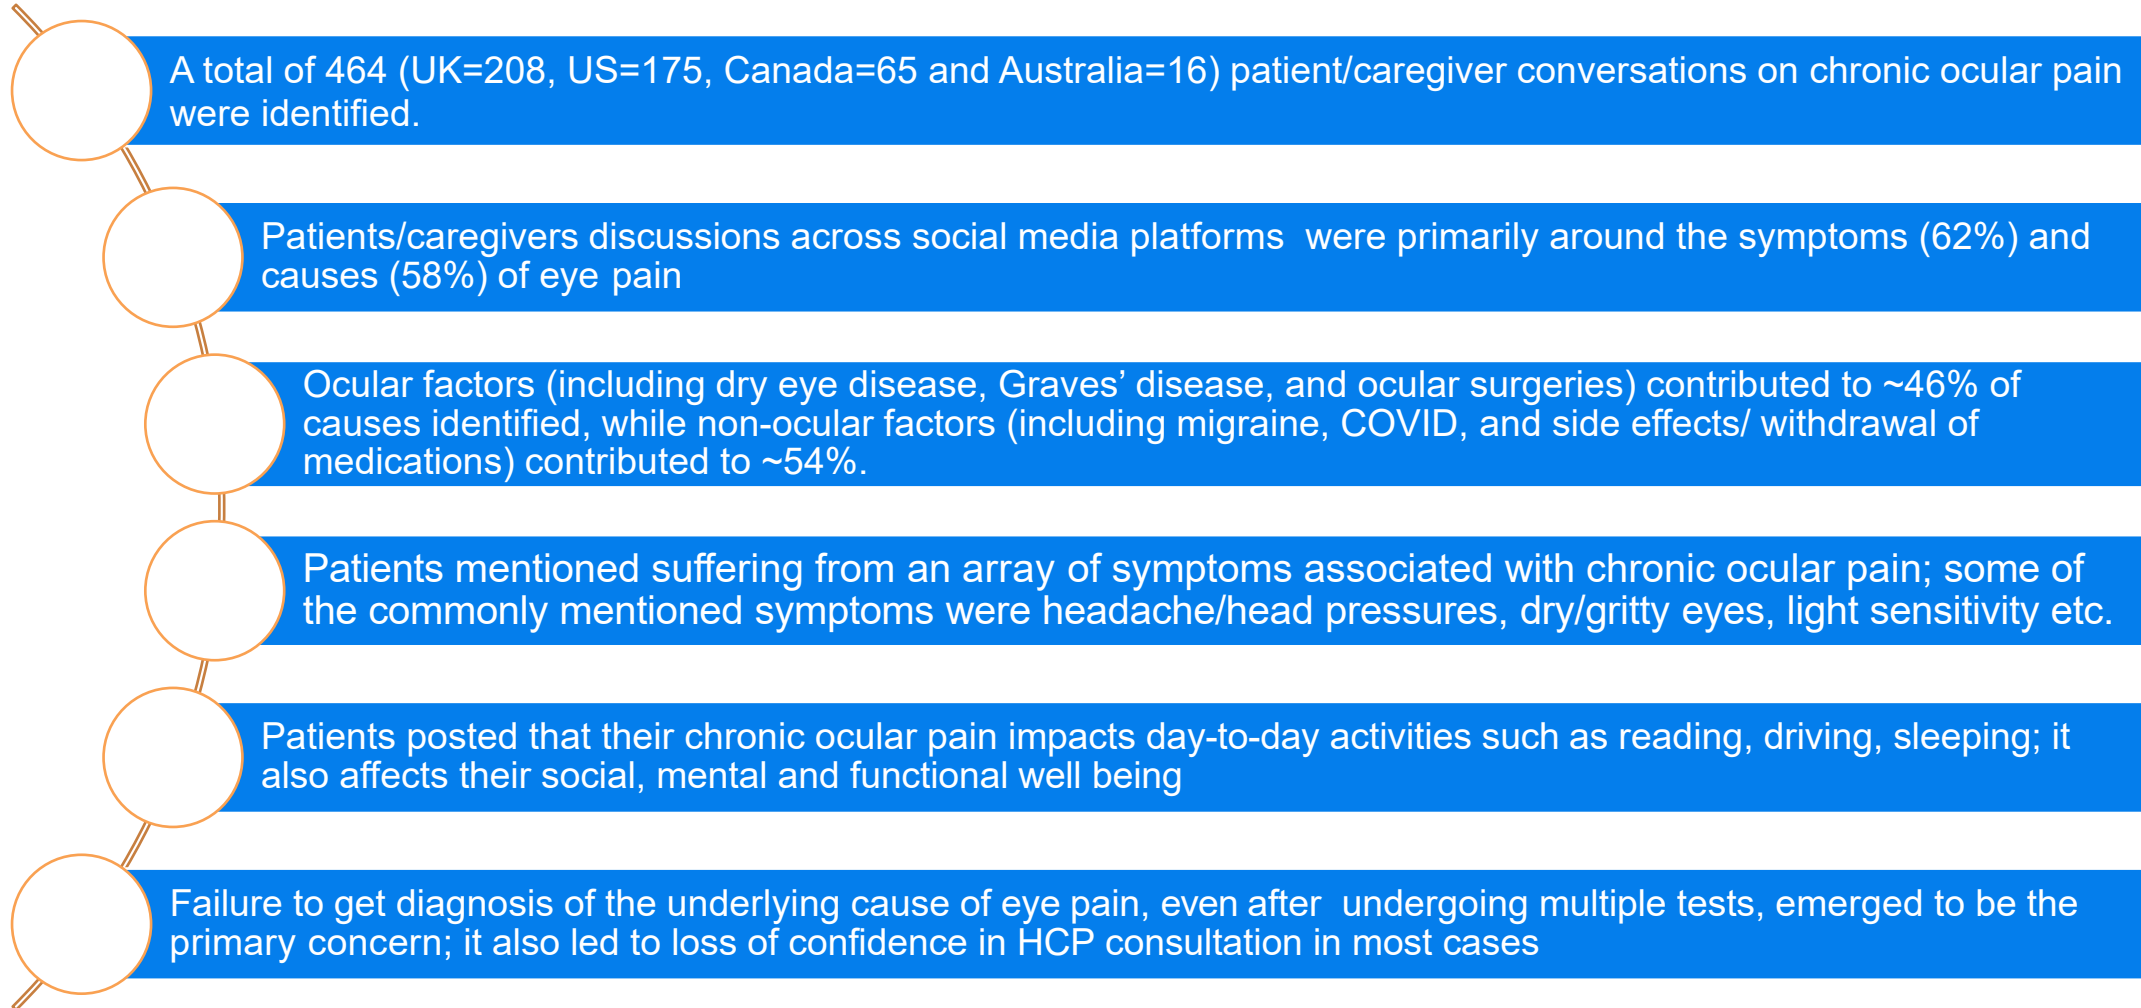 A total of 464 (UK=208, US=175, Canada=65 and Australia=16) patient/caregiver conversations on chronic ocular pain
were identified.
Patients/caregivers discussions across social media platforms  were primarily around the symptoms (62%) and
causes (58%) of eye pain
Ocular factors (including dry eye disease, Graves’ disease, and ocular surgeries) contributed to ~46% of
causes identified, while non-ocular factors (including migraine, COVID, and side effects/ withdrawal of
medications) contributed to ~54%.
Patients mentioned suffering from an array of symptoms associated with chronic ocular pain; some of
the commonly mentioned symptoms were headache/head pressures, dry/gritty eyes, light sensitivity etc.
Patients posted that their chronic ocular pain impacts day-to-day activities such as reading, driving, sleeping; it
also affects their social, mental and functional well being
Failure to get diagnosis of the underlying cause of eye pain, even after  undergoing multiple tests, emerged to be the
primary concern; it also led to loss of confidence in HCP consultation in most cases